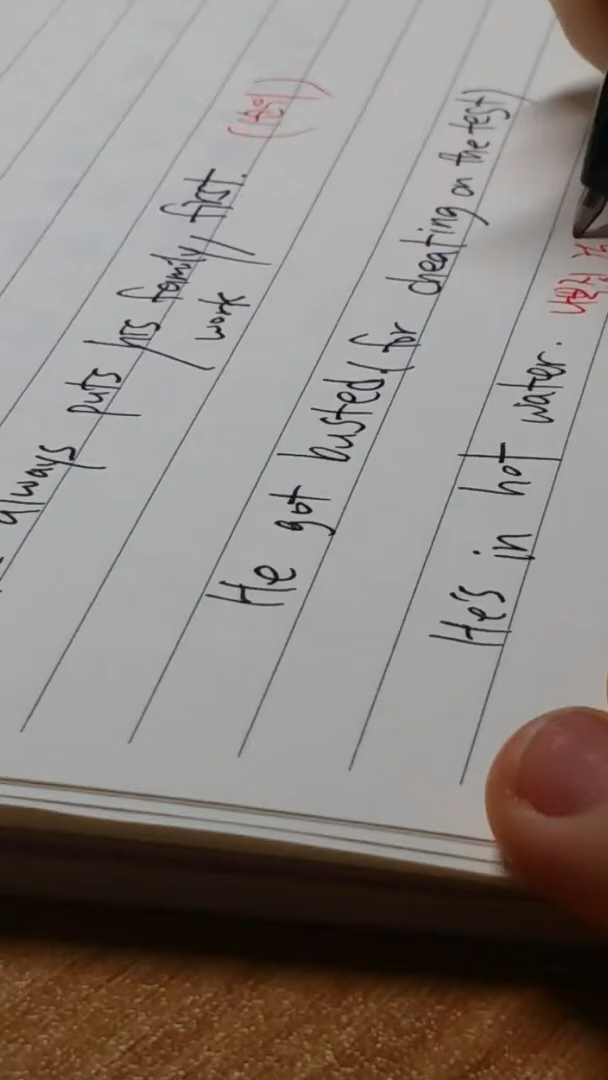 always puts his family first.
/ work
He got busted (for cheating on the test)
He's in hot water.